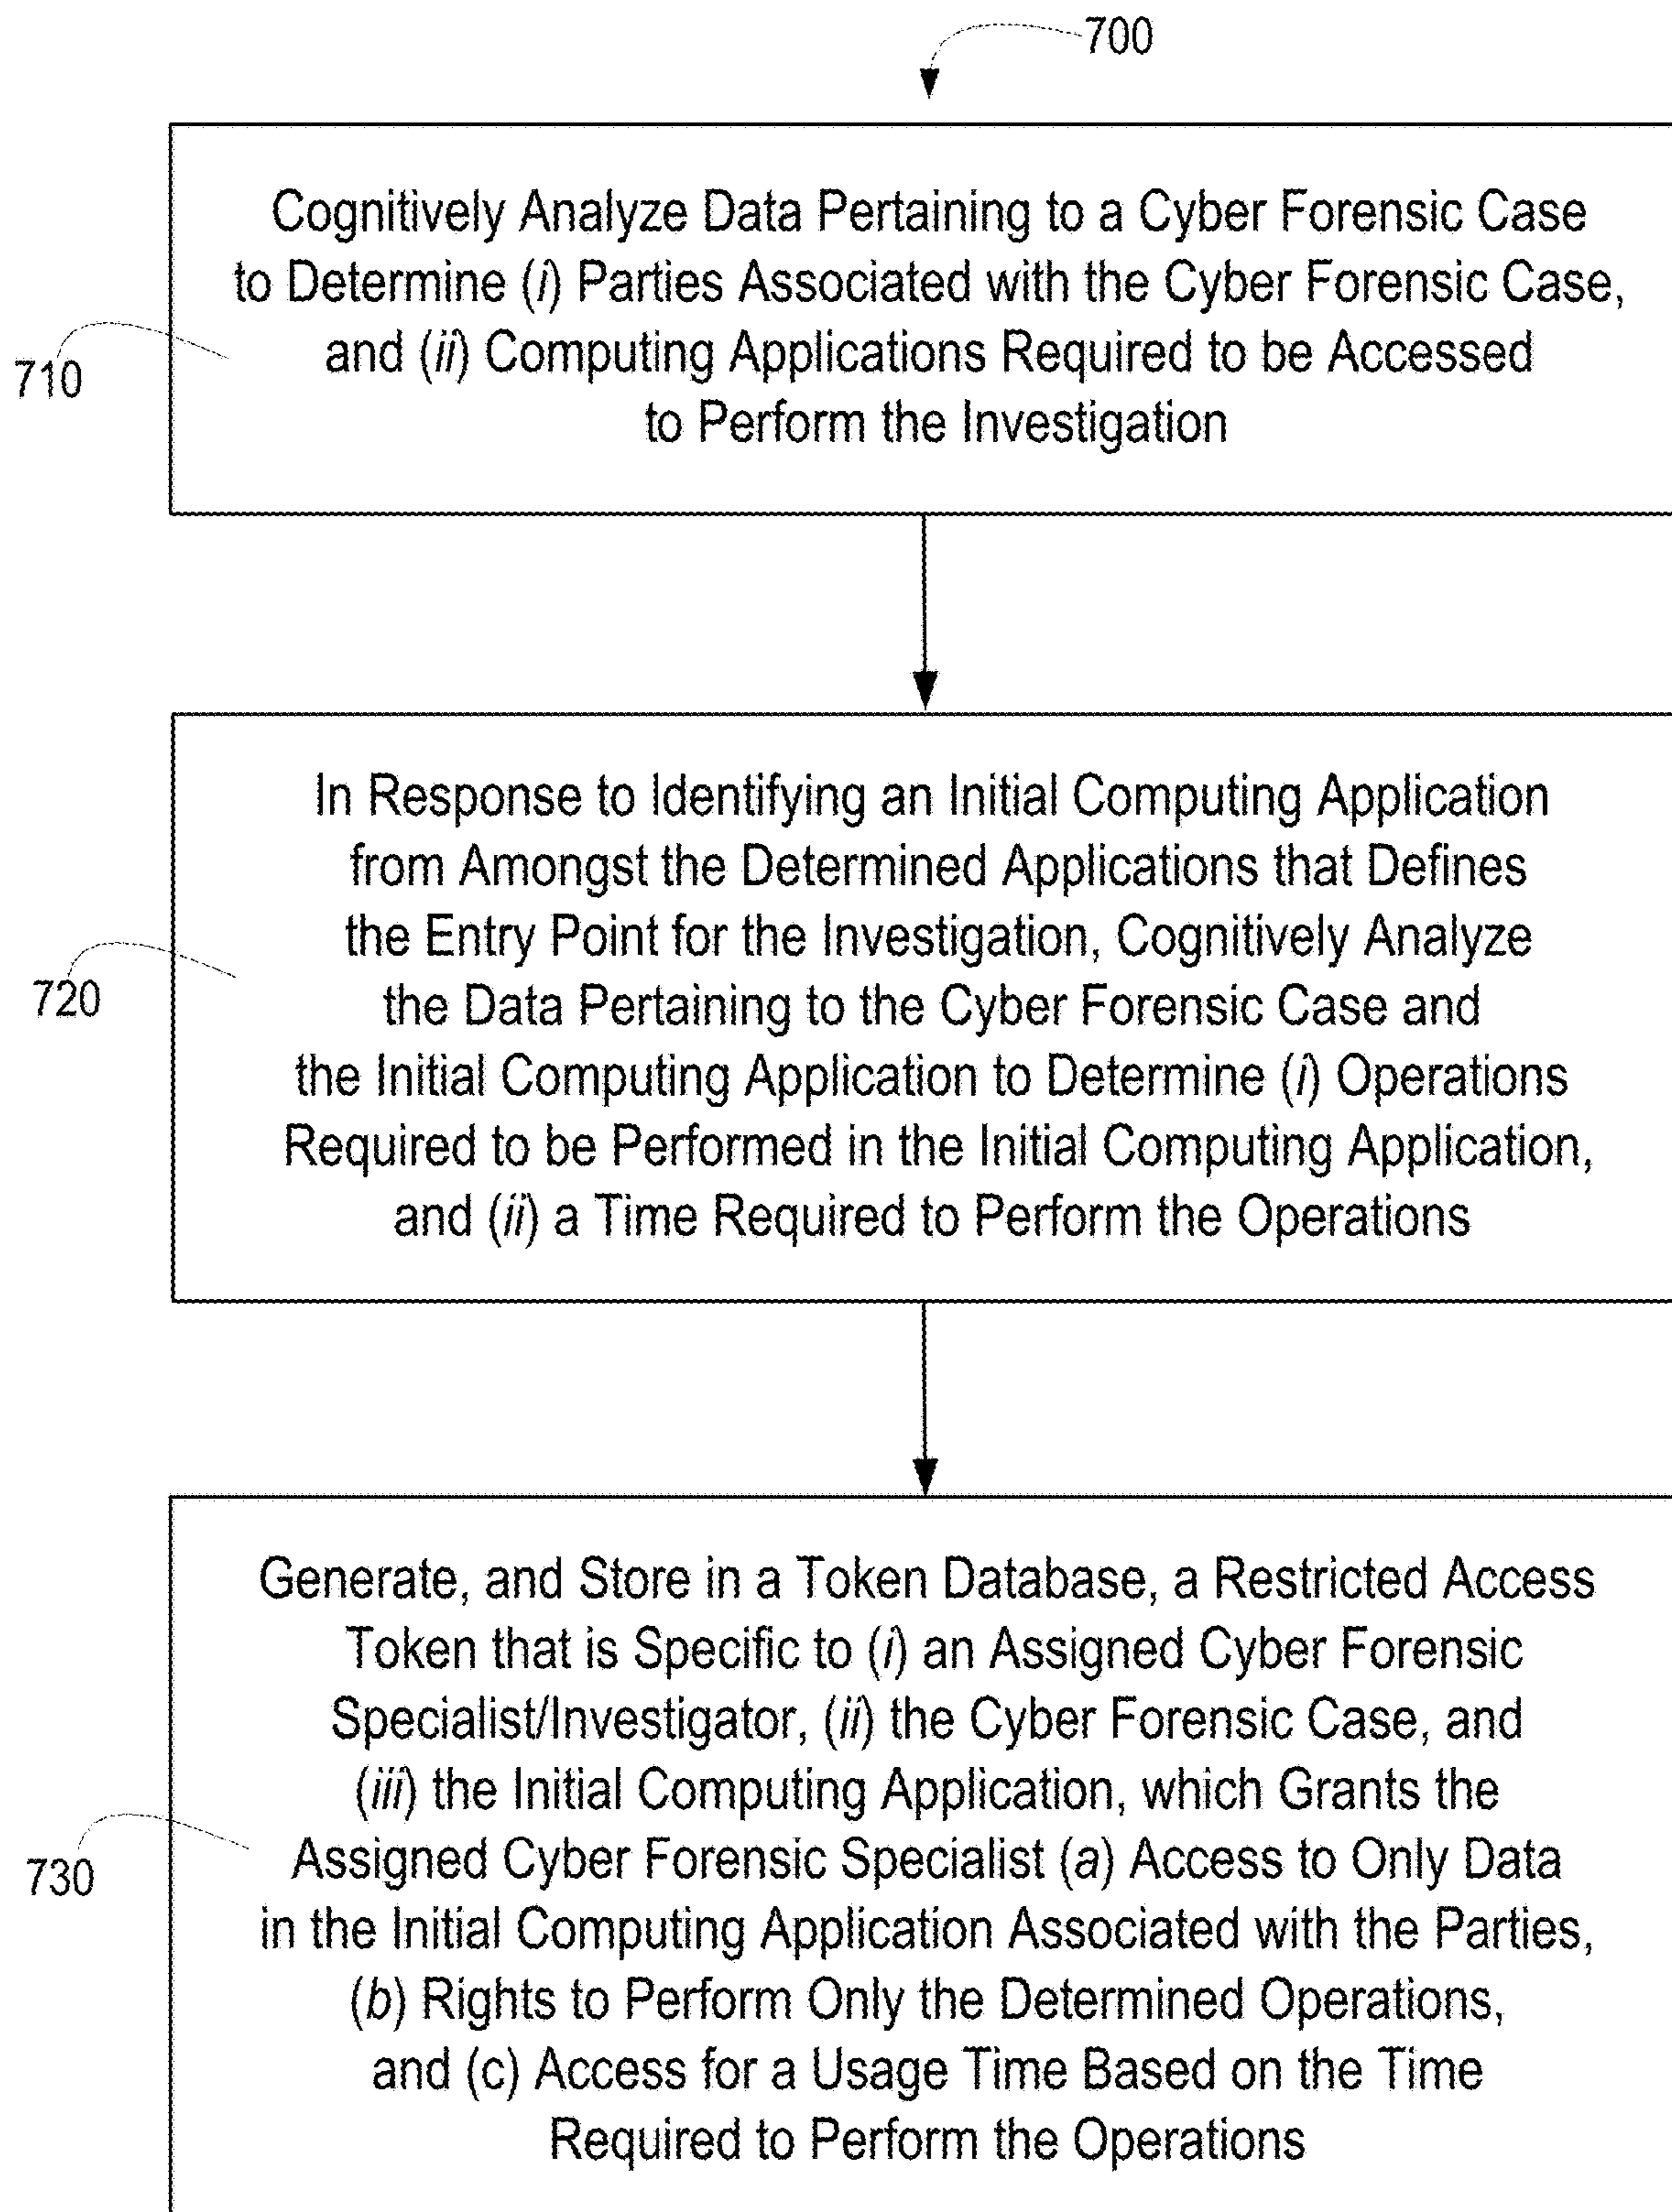 700
Cognitively Analyze Data Pertaining to a Cyber Forensic Case
to Determine (i) Parties Associated with the Cyber Forensic Case,
and (ii) Computing Applications Required to be Accessed
to Perform the Investigation
710
In Response to Identifying an Initial Computing Application
from Amongst the Determined Applications that Defines
the Entry Point for the Investigation, Cognitively Analyze
the Data Pertaining to the Cyber Forensic Case and
the Initial Computing Application to Determine (i) Operations
Required to be Performed in the Initial Computing Application,
and (ii) a Time Required to Perform the Operations
720
Generate, and Store in a Token Database, a Restricted Access
Token that is Specific to (i) an Assigned Cyber Forensic
Specialist/Investigator, (ii) the Cyber Forensic Case, and
(iii) the Initial Computing Application, which Grants the
Assigned Cyber Forensic Specialist (a) Access to Only Data
in the Initial Computing Application Associated with the Parties,
(b) Rights to Perform Only the Determined Operations,
and (c) Access for a Usage Time Based on the Time
Required to Perform the Operations
730